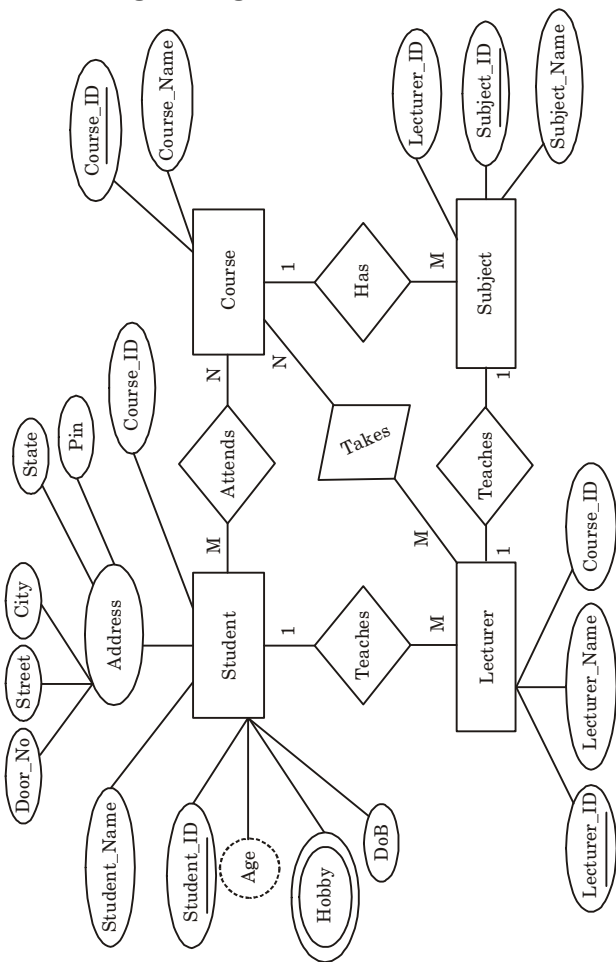 Door_No
Street
City
State
Pin
Course_ID
Student_Name
Address
Course_ID
Course_Name
Student_ID
Student
M
Attends
N
Course
Age
1
N
1
Hobby
Teaches
Takes
Has
DoB
M
M
M
Lecturer_ID
Lecturer
1
Teaches
1
Subject
Subject_ID
Subject_Name
Lecturer_ID
Lecturer_Name
Course_ID